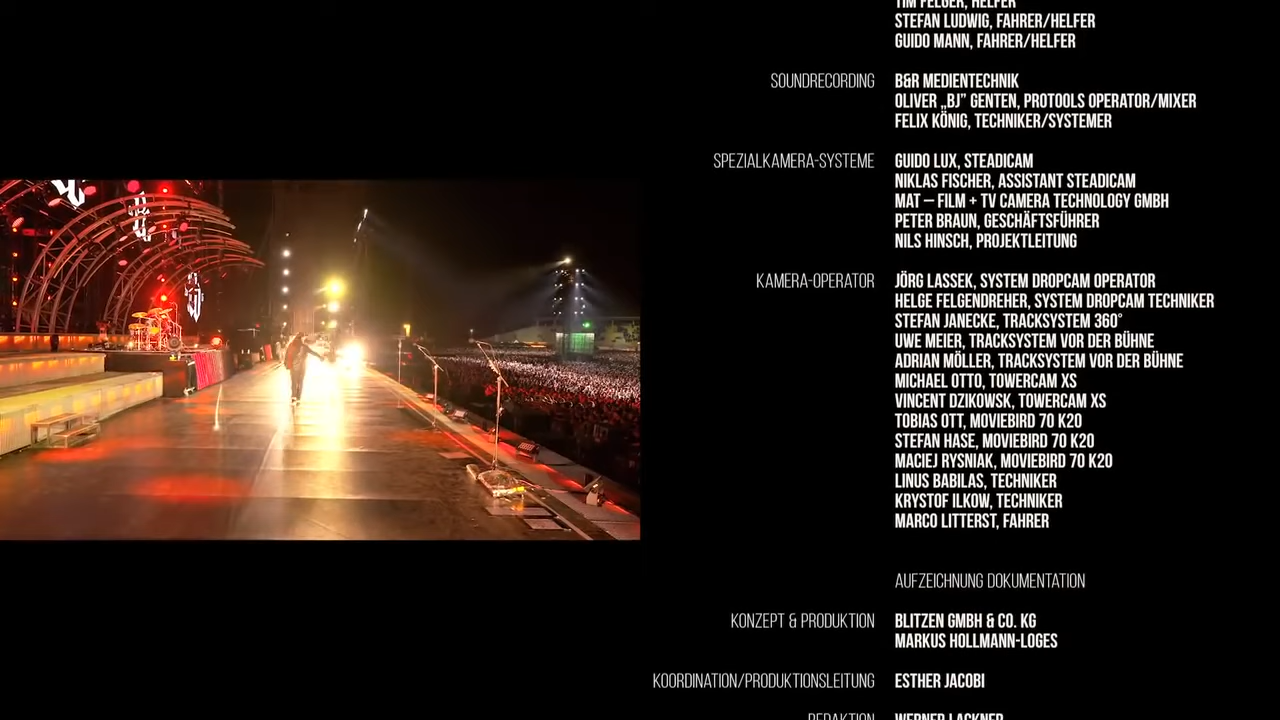 TIM FELGER, HELFER
STEFAN LUDWIG, FAHRER/HELFER
GUIDO MANN, FAHRER/HELFER
SOUNDRECORDING B&R MEDIENTECHNIK
OLIVER „BJ” GENTEN, PROTOOLS OPERATOR/MIXER
FELIX KÖNIG, TECHNIKER/SYSTEMER
SPEZIALKAMERA-SYSTEME GUIDO LUX, STEADICAM
NIKLAS FISCHER, ASSISTANT STEADICAM
MAT – FILM + TV CAMERA TECHNOLOGY GMBH
PETER BRAUN, GESCHÄFTSFÜHRER
NILS HINSCH, PROJEKTLEITUNG
KAMERA-OPERATOR JÖRG LASSEK, SYSTEM DROPCAM OPERATOR
HELGE FELGENDREHER, SYSTEM DROPCAM TECHNIKER
STEFAN JANECKE, TRACKSYSTEM 360°
UWE MEIER, TRACKSYSTEM VOR DER BÜHNE
ADRIAN MÖLLER, TRACKSYSTEM VOR DER BÜHNE
MICHAEL OTTO, TOWERCAM XS
VINCENT DZIKOWSK, TOWERCAM XS
TOBIAS OTT, MOVIEBIRD 70 K20
STEFAN HASE, MOVIEBIRD 70 K20
MACIEJ RYSNIAK, MOVIEBIRD 70 K20
LINUS BABILAS, TECHNIKER
KRYSTOF ILKOW, TECHNIKER
MARCO LITTERST, FAHRER
AUFZEICHNUNG DOKUMENTATION
KONZEPT & PRODUKTION BLITZEN GMBH & CO. KG
MARKUS HOLLMANN-LOGES
KOORDINATION/PRODUKTIONSLEITUNG ESTHER JACOBI
REDAKTION WERNER LACKNER